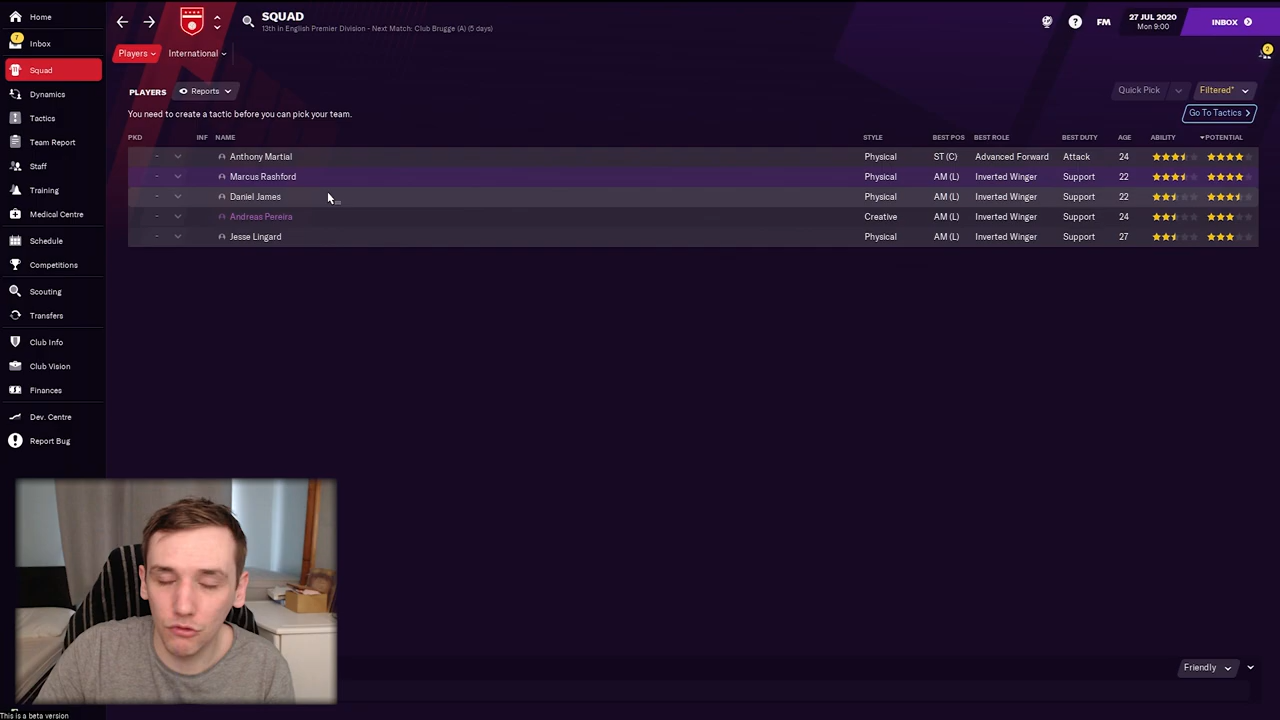 Home
7
Inbox
Squad
Dynamics
Tactics
Team Report
Staff
Training
Medical Centre
Schedule
Competitions
Scouting
Transfers
Club Info
Club Vision
Finances
Dev. Centre
Report Bug
SQUAD
13th in English Premier Division - Next Match: Club Brugge (A) (5 days)
? FM 27 JUL 2020
Mon 9:00
INBOX
Players International
2
PLAYERS Reports Quick Pick Filtered*
You need to create a tactic before you can pick your team. Go To Tactics
PKD INF NAME STYLE BEST POS BEST ROLE BEST DUTY AGE ABILITY POTENTIAL
- Anthony Martial Physical ST (C) Advanced Forward Attack 24
- Marcus Rashford Physical AM (L) Inverted Winger Support 22
- Daniel James Physical AM (L) Inverted Winger Support 22
- Andreas Pereira Creative AM (L) Inverted Winger Support 24
- Jesse Lingard Physical AM (L) Inverted Winger Support 27
Friendly
This is a beta version